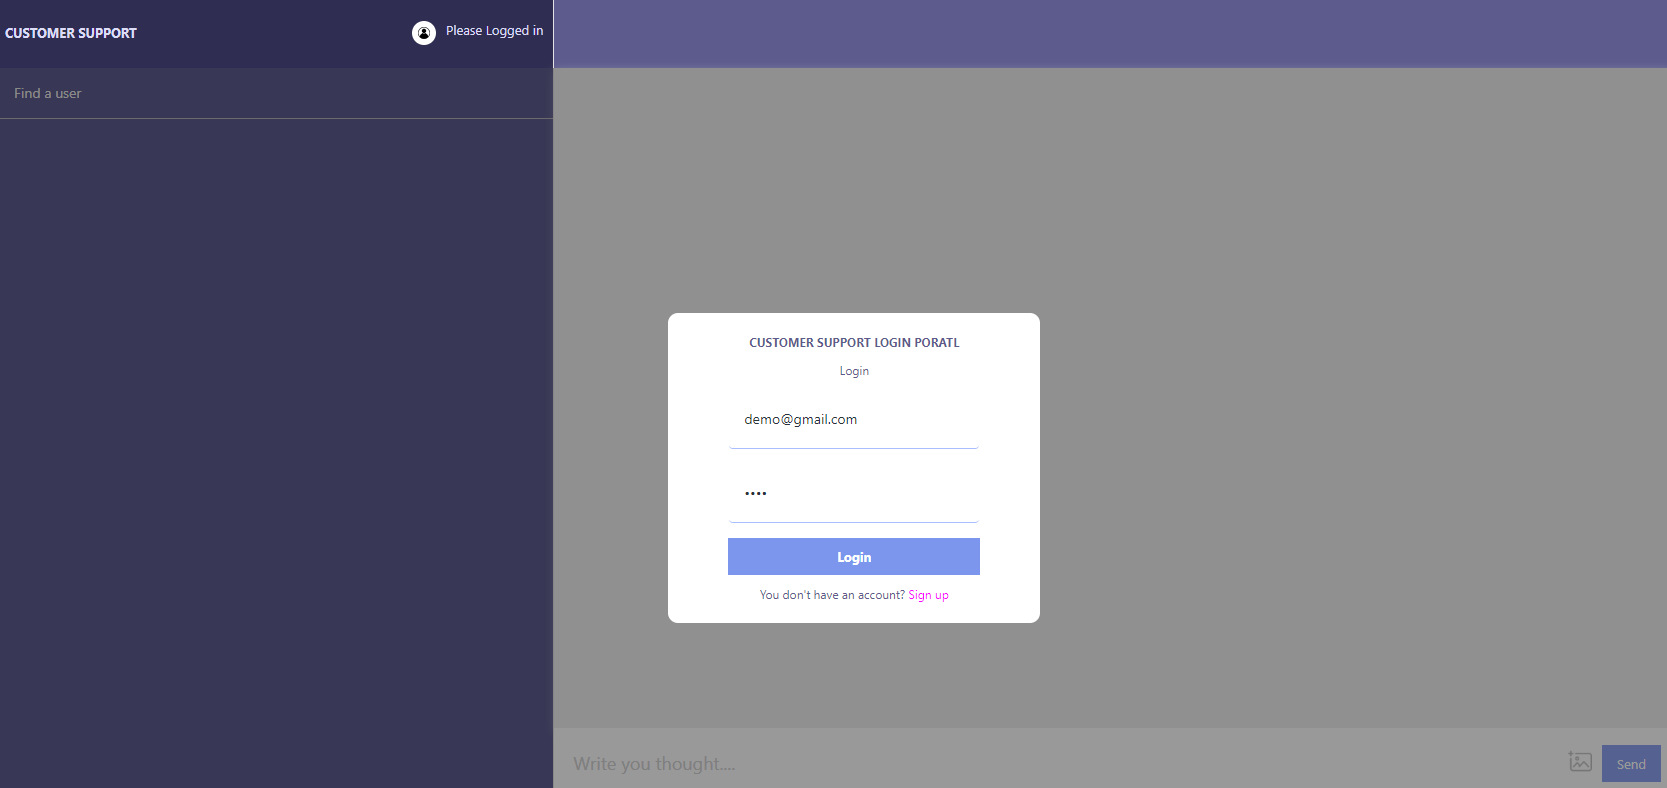 CUSTOMER SUPPORT
Please Logged in
Find a user
CUSTOMER SUPPORT LOGIN PORATL
Login
demo@gmail.com
••••
Login
You don't have an account? Sign up
Write you thought....
Send